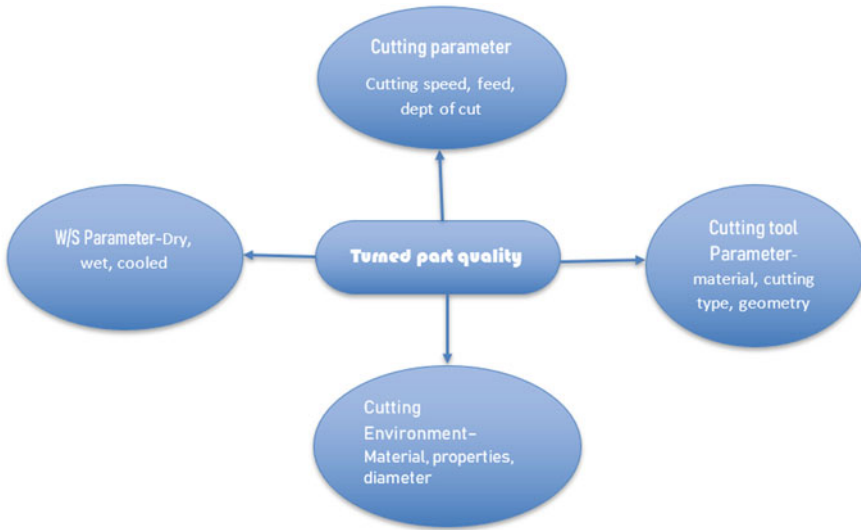 Cutting parameter
Cutting speed, feed,
dept of cut
W/S Parameter-Dry,
wet, cooled
Turned part quality
Cutting tool
Parameter-
material, cutting
type, geometry
Cutting
Environment-
Material, properties,
diameter